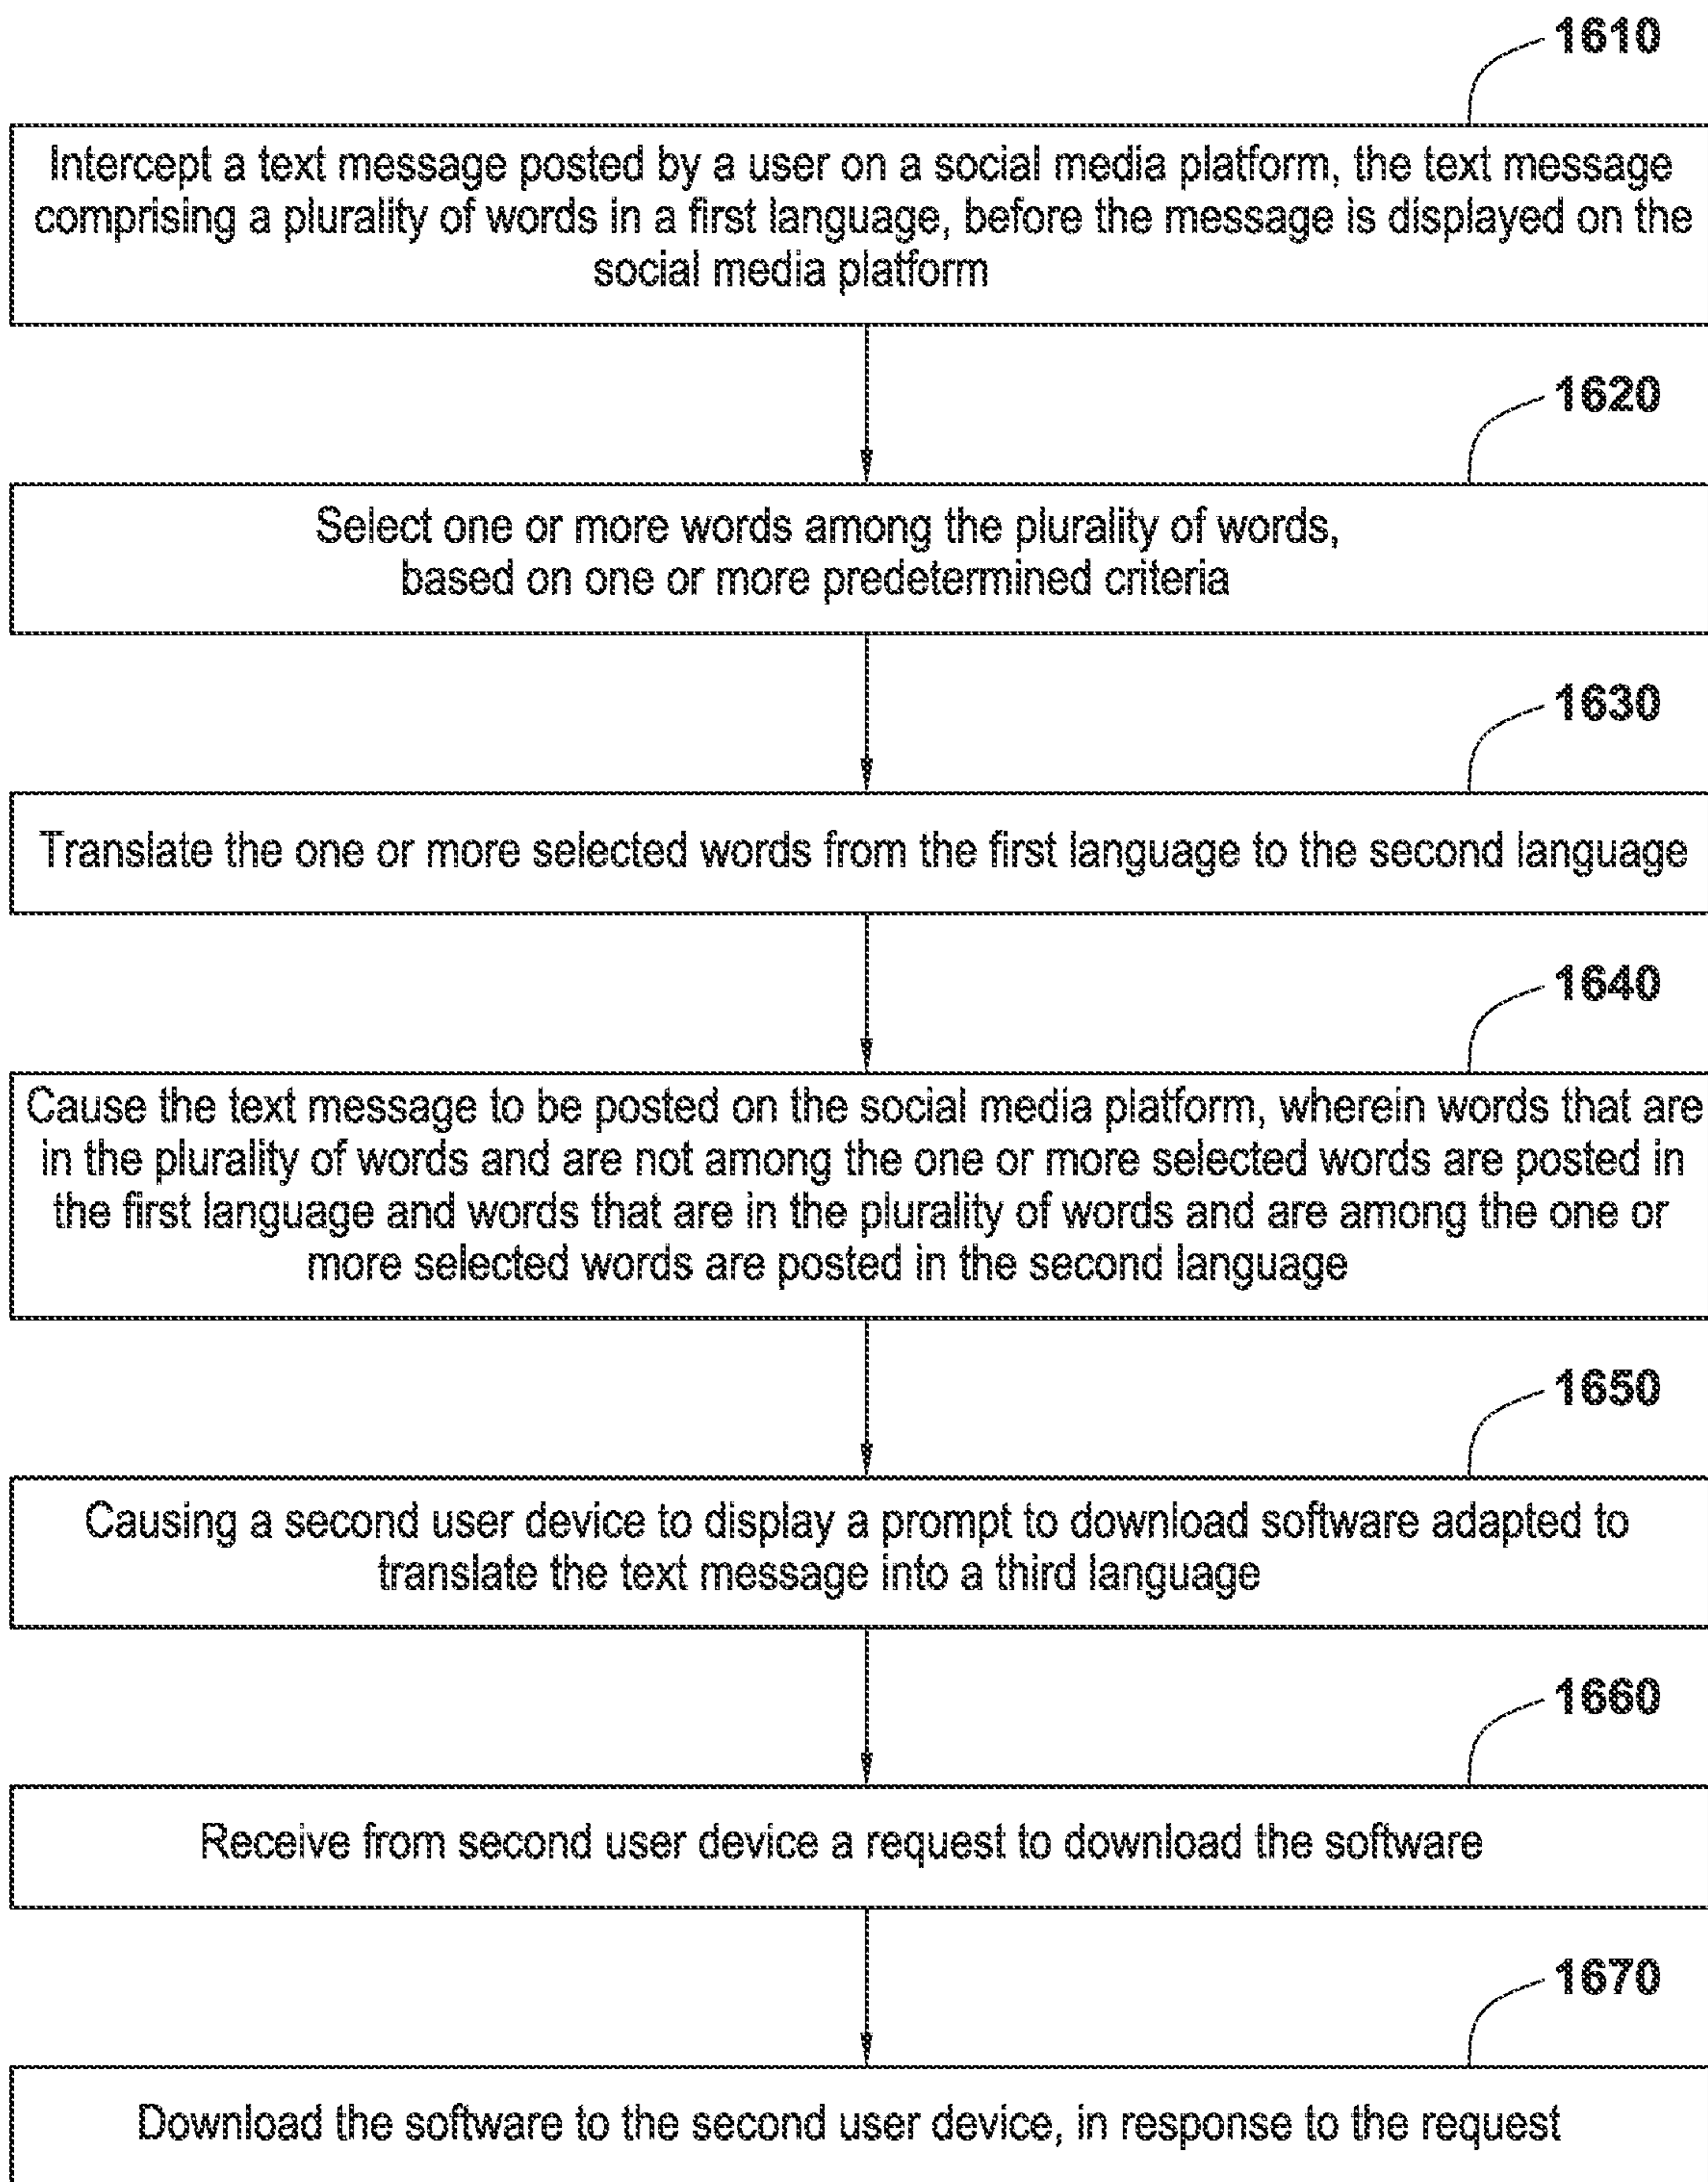 1610
Intercept a text message posted by a user on a social media platform, the text message
comprising a plurality of words in a first language, before the message is displayed on the
social media platform
1620
Select one or more words among the plurality of words,
based on one or more predetermined criteria
1630
Translate the one or more selected words from the first language to the second language
1640
Cause the text message to be posted on the social media platform, wherein words that are
in the plurality of words and are not among the one or more selected words are posted in
the first language and words that are in the plurality of words and are among the one or
more selected words are posted in the second language
1650
Causing a second user device to display a prompt to download software adapted to
translate the text message into a third language
1660
Receive from second user device a request to download the software
1670
Download the software to the second user device, in response to the request